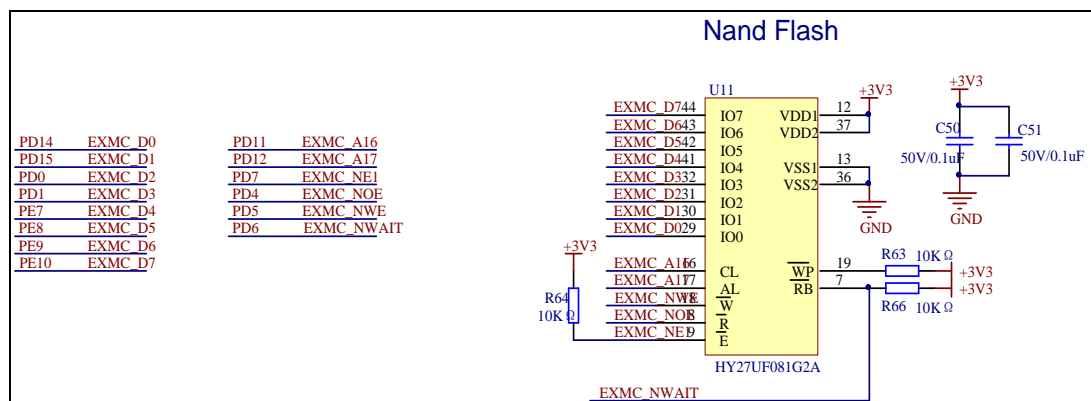 Nand Flash
U11
+3V3
+3V3
EXMC_D7 44 IO7 VDD1 12
EXMC_D6 43 IO6 VDD2 37
EXMC_D5 42 IO5
EXMC_D4 41 IO4 VSS1 13
EXMC_D3 32 IO3 VSS2 36
EXMC_D2 31 IO2
EXMC_D1 30 IO1
EXMC_D0 29 IO0
GND
C50 C51
50V/0.1uF 50V/0.1uF
GND
PD14 EXMC_D0 PD11 EXMC_A16
PD15 EXMC_D1 PD12 EXMC_A17
PD0 EXMC_D2 PD7 EXMC_NE1
PD1 EXMC_D3 PD4 EXMC_NOE
PE7 EXMC_D4 PD5 EXMC_NWE
PE8 EXMC_D5 PD6 EXMC_NWAIT
PE9 EXMC_D6
PE10 EXMC_D7
+3V3
R64
10KΩ
EXMC_A16 16 CL WP 19 R63 10KΩ +3V3
EXMC_A17 17 AL RB 7 R66 10KΩ +3V3
EXMC_NWE 18 W
EXMC_NOE 8 R
EXMC_NE1 9 E
HY27UF081G2A
EXMC_NWAIT